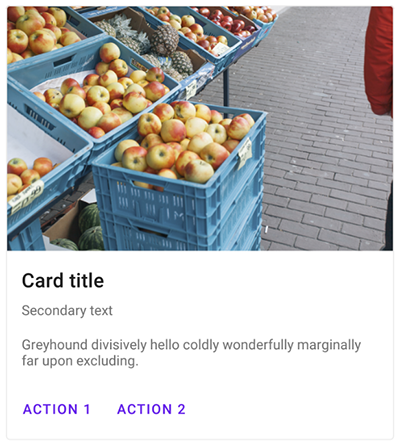 Card title
Secondary text
Greyhound divisively hello coldly wonderfully marginally
far upon excluding.
ACTION 1
ACTION 2